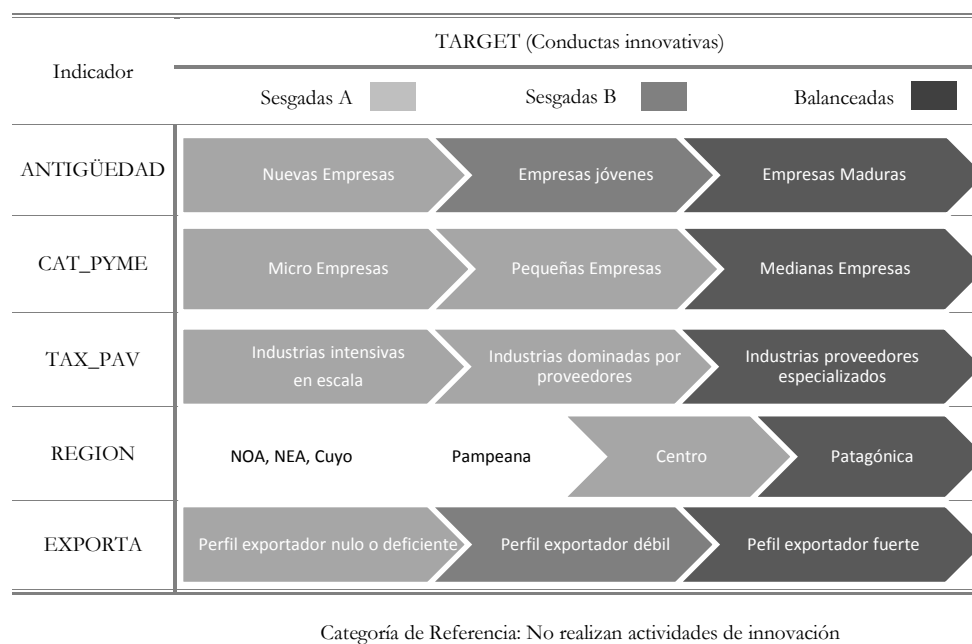 TARGET (Conductas innovativas)
Indicador
Sesgadas A
Sesgadas B
Balanceadas
ANTIGÜEDAD
Nuevas Empresas
Empresas jóvenes
Empresas Maduras
CAT_PYME
Micro Empresas
Pequeñas Empresas
Medianas Empresas
TAX_PAV
Industrias intensivas
en escala
Industrias dominadas por
proveedores
Industrias proveedores
especializados
REGION
NOA, NEA, Cuyo
Pampeana
Centro
Patagónica
EXPORTA
Perfil exportador nulo o deficiente
Perfil exportador débil
Pefil exportador fuerte
Categoría de Referencia: No realizan actividades de innovación